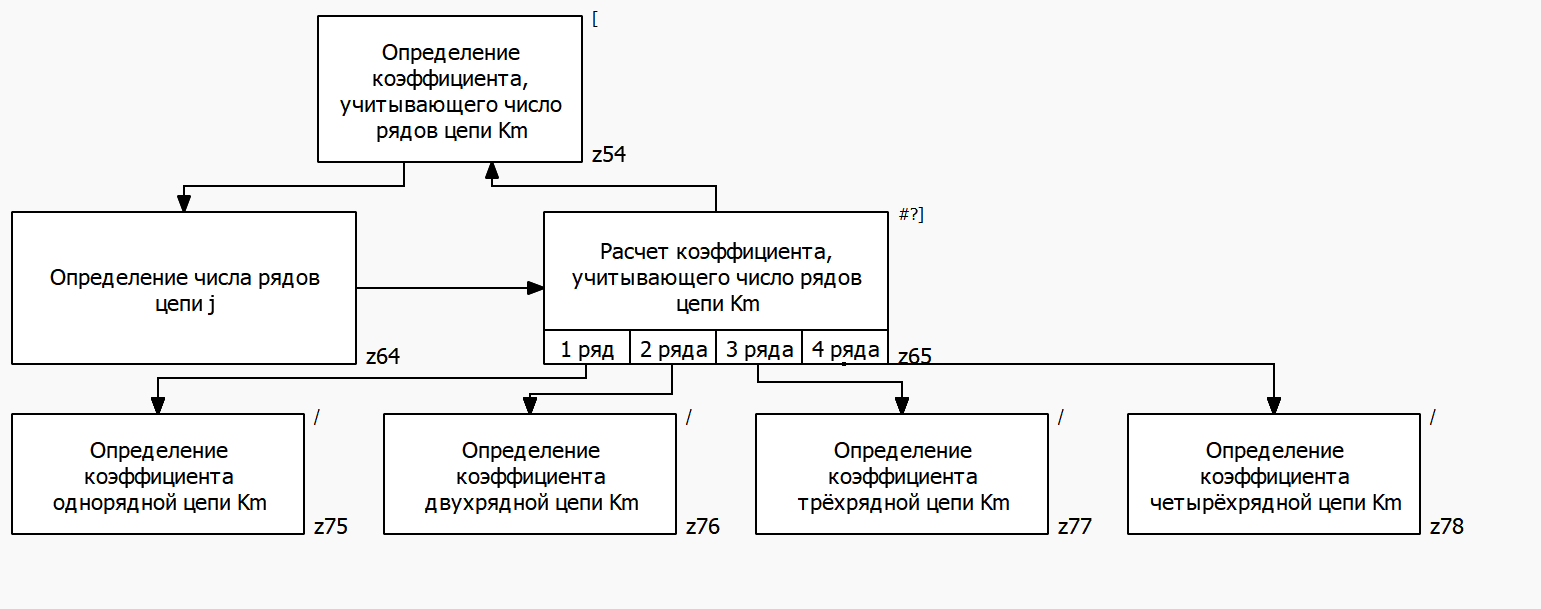 [
Определение
коэффициента,
учитывающего число
рядов цепи Km
z54
#?]
Определение числа рядов
цепи j
z64
Расчет коэффициента,
учитывающего число рядов
цепи Km
1 ряд
2 ряда
3 ряда
4 ряда
z65
/
Определение
коэффициента
однорядной цепи Km
z75
/
Определение
коэффициента
двухрядной цепи Km
z76
/
Определение
коэффициента
трёхрядной цепи Km
z77
/
Определение
коэффициента
четырёхрядной цепи Km
z78